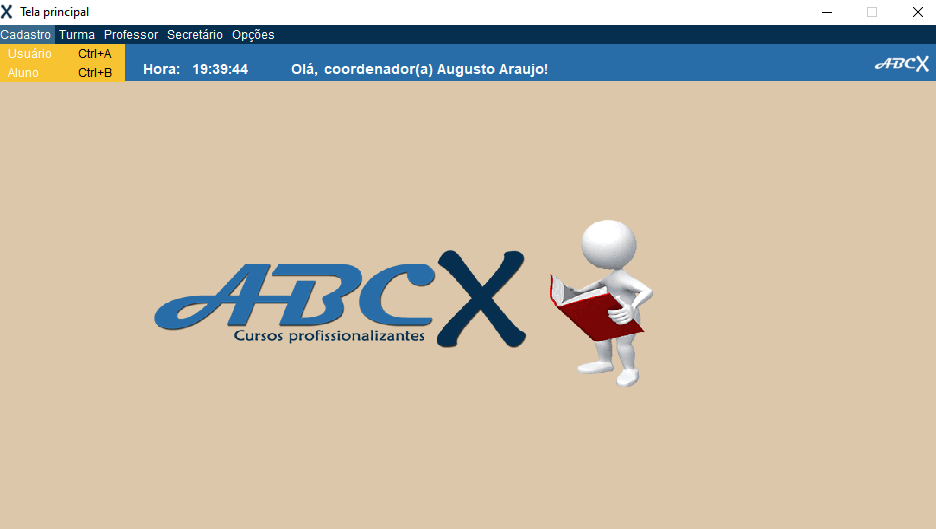 Tela principal
Cadastro Turma Professor Secretário Opções
Usuário Ctrl+A
Aluno Ctrl+B
Hora: 19:39:44 Olá, coordenador(a) Augusto Araujo!
ABCX
ABCX
Cursos profissionalizantes